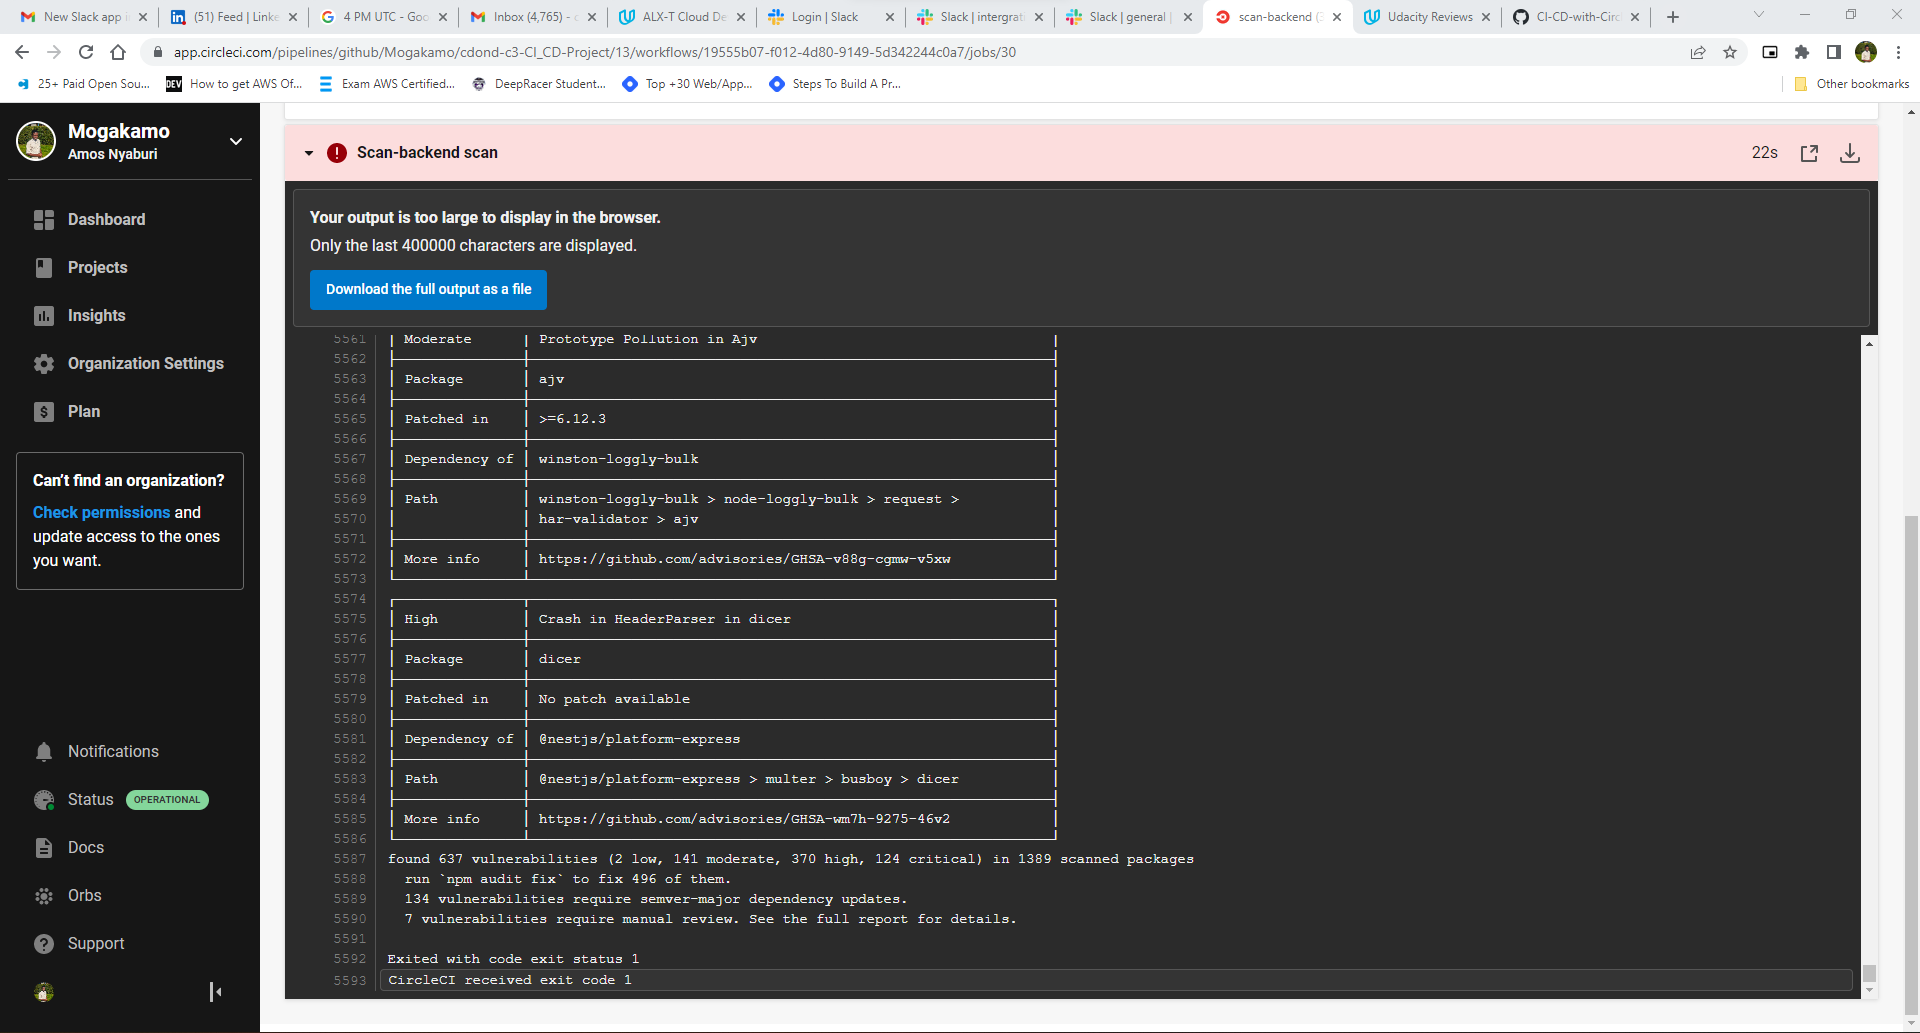 New Slack app i
(51) Feed | Linke
4 PM UTC - Goo
Inbox (4,765) - c
ALX-T Cloud De
Login | Slack
Slack | intergrat
Slack | general |
scan-backend (3
Udacity Reviews
CI-CD-with-Circ
app.circleci.com/pipelines/github/Mogakamo/cdond-c3-CI_CD-Project/13/workflows/19555b07-f012-4d80-9149-5d342244c0a7/jobs/30
25+ Paid Open Sou...
DEV How to get AWS Of...
Exam AWS Certified...
DeepRacer Student...
Top +30 Web/App...
Steps To Build A Pr...
Other bookmarks
Mogakamo
Amos Nyaburi
Dashboard
Projects
Insights
Organization Settings
Plan
Can't find an organization?
Check permissions and
update access to the ones
you want.
Notifications
Status OPERATIONAL
Docs
Orbs
Support
Scan-backend scan
22s
Your output is too large to display in the browser.
Only the last 400000 characters are displayed.
Download the full output as a file
5561 Moderate Prototype Pollution in Ajv
5562
5563 Package ajv
5564
5565 Patched in >=6.12.3
5566
5567 Dependency of winston-loggly-bulk
5568
5569 Path winston-loggly-bulk > node-loggly-bulk > request >
5570 har-validator > ajv
5571
5572 More info https://github.com/advisories/GHSA-v88g-cgmw-v5xw
5573
5574
5575 High Crash in HeaderParser in dicer
5576
5577 Package dicer
5578
5579 Patched in No patch available
5580
5581 Dependency of @nestjs/platform-express
5582
5583 Path @nestjs/platform-express > multer > busboy > dicer
5584
5585 More info https://github.com/advisories/GHSA-wm7h-9275-46v2
5586
5587 found 637 vulnerabilities (2 low, 141 moderate, 370 high, 124 critical) in 1389 scanned packages
5588 run `npm audit fix` to fix 496 of them.
5589 134 vulnerabilities require semver-major dependency updates.
5590 7 vulnerabilities require manual review. See the full report for details.
5591
5592 Exited with code exit status 1
5593 CircleCI received exit code 1